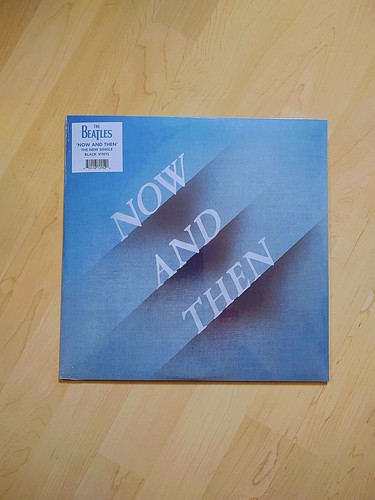 THE
BEATLES
'NOW AND THEN'
THE NEW SINGLE
BLACK VINYL
NOW
AND
THEN